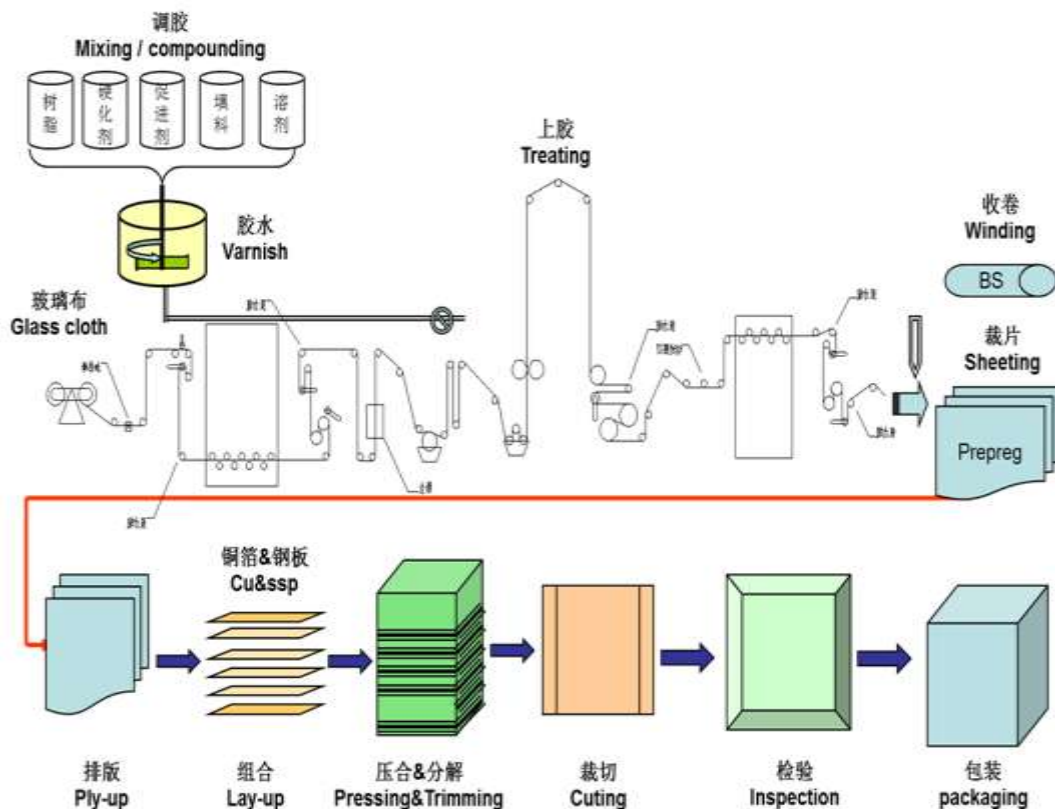 调胶
Mixing / compounding
树脂
硬化剂
促进剂
填料
溶剂
上胶
Treating
胶水
Varnish
收卷
Winding
BS
玻璃布
Glass cloth
裁片
Sheeting
Prepreg
铜箔&钢板
Cu&ssp
排版
Ply-up
组合
Lay-up
压合&分解
Pressing&Trimming
裁切
Cuting
检验
Inspection
包装
packaging